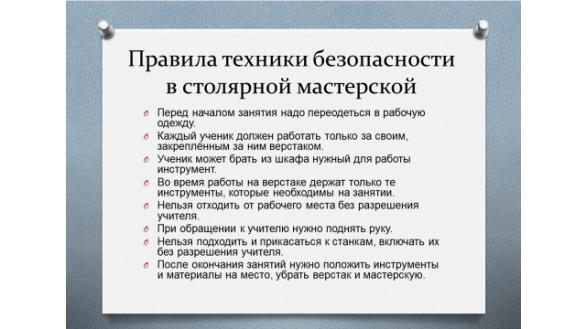 Правила техники безопасности
в столярной мастерской
Перед началом занятия надо переодеться в рабочую
одежду.
Каждый ученик должен работать только за своим,
закреплённым за ним верстаком.
Ученик может брать из шкафа нужный для работы
инструмент.
Во время работы на верстаке держат только те
инструменты, которые необходимы на занятии.
Нельзя отходить от рабочего места без разрешения
учителя.
При обращении к учителю нужно поднять руку.
Нельзя подходить и прикасаться к станкам, включать их
без разрешения учителя.
После окончания занятий нужно положить инструменты
и материалы на место, убрать верстак и мастерскую.